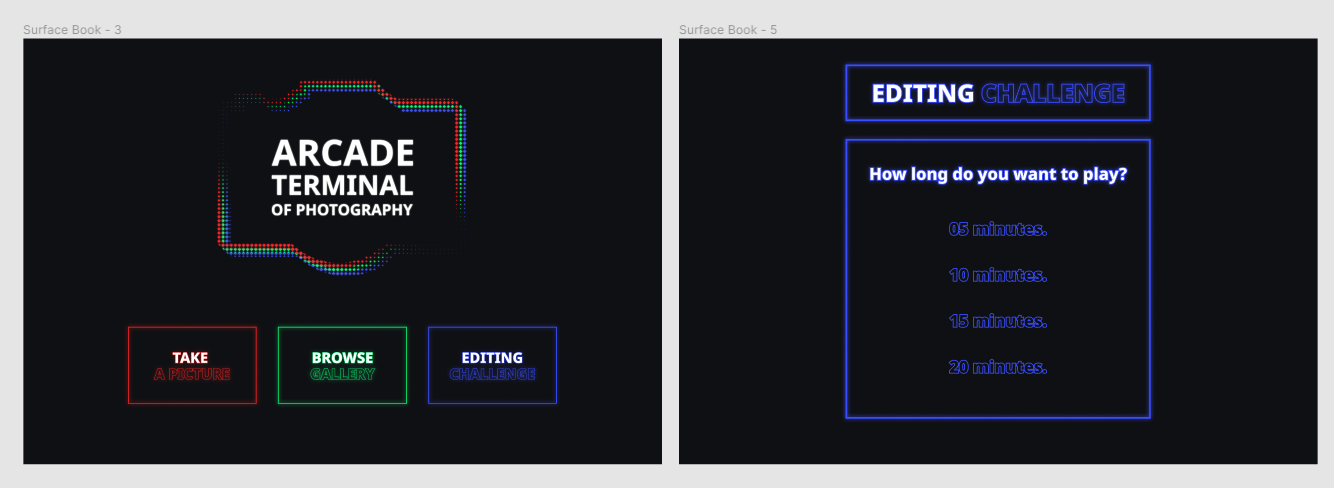 Surface Book - 3
ARCADE
TERMINAL
OF PHOTOGRAPHY
TAKE
A PICTURE
BROWSE
GALLERY
EDITING
CHALLENGE
Surface Book - 5
EDITING CHALLENGE
How long do you want to play?
05 minutes.
10 minutes.
15 minutes.
20 minutes.